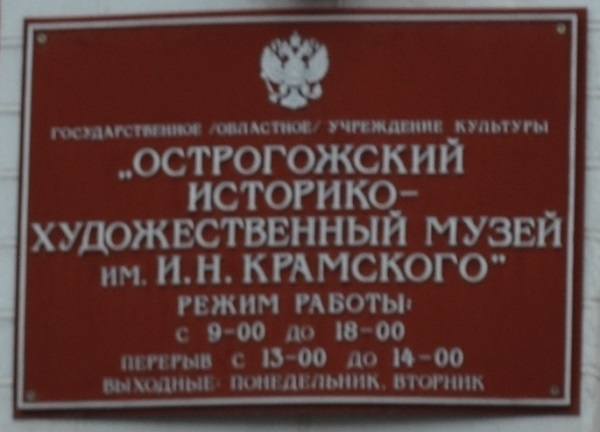 ГОСУДАРСТВЕННОЕ /ОБЛАСТНОЕ/ УЧРЕЖДЕНИЕ КУЛЬТУРЫ
„ОСТРОГОЖСКИЙ
ИСТОРИКО-
ХУДОЖЕСТВЕННЫЙ МУЗЕЙ
ИМ. И.Н. КРАМСКОГО"
РЕЖИМ РАБОТЫ:
С 9-00 ДО 18-00
ПЕРЕРЫВ С 13-00 ДО 14-00
ВЫХОДНЫЕ: ПОНЕДЕЛЬНИК, ВТОРНИК